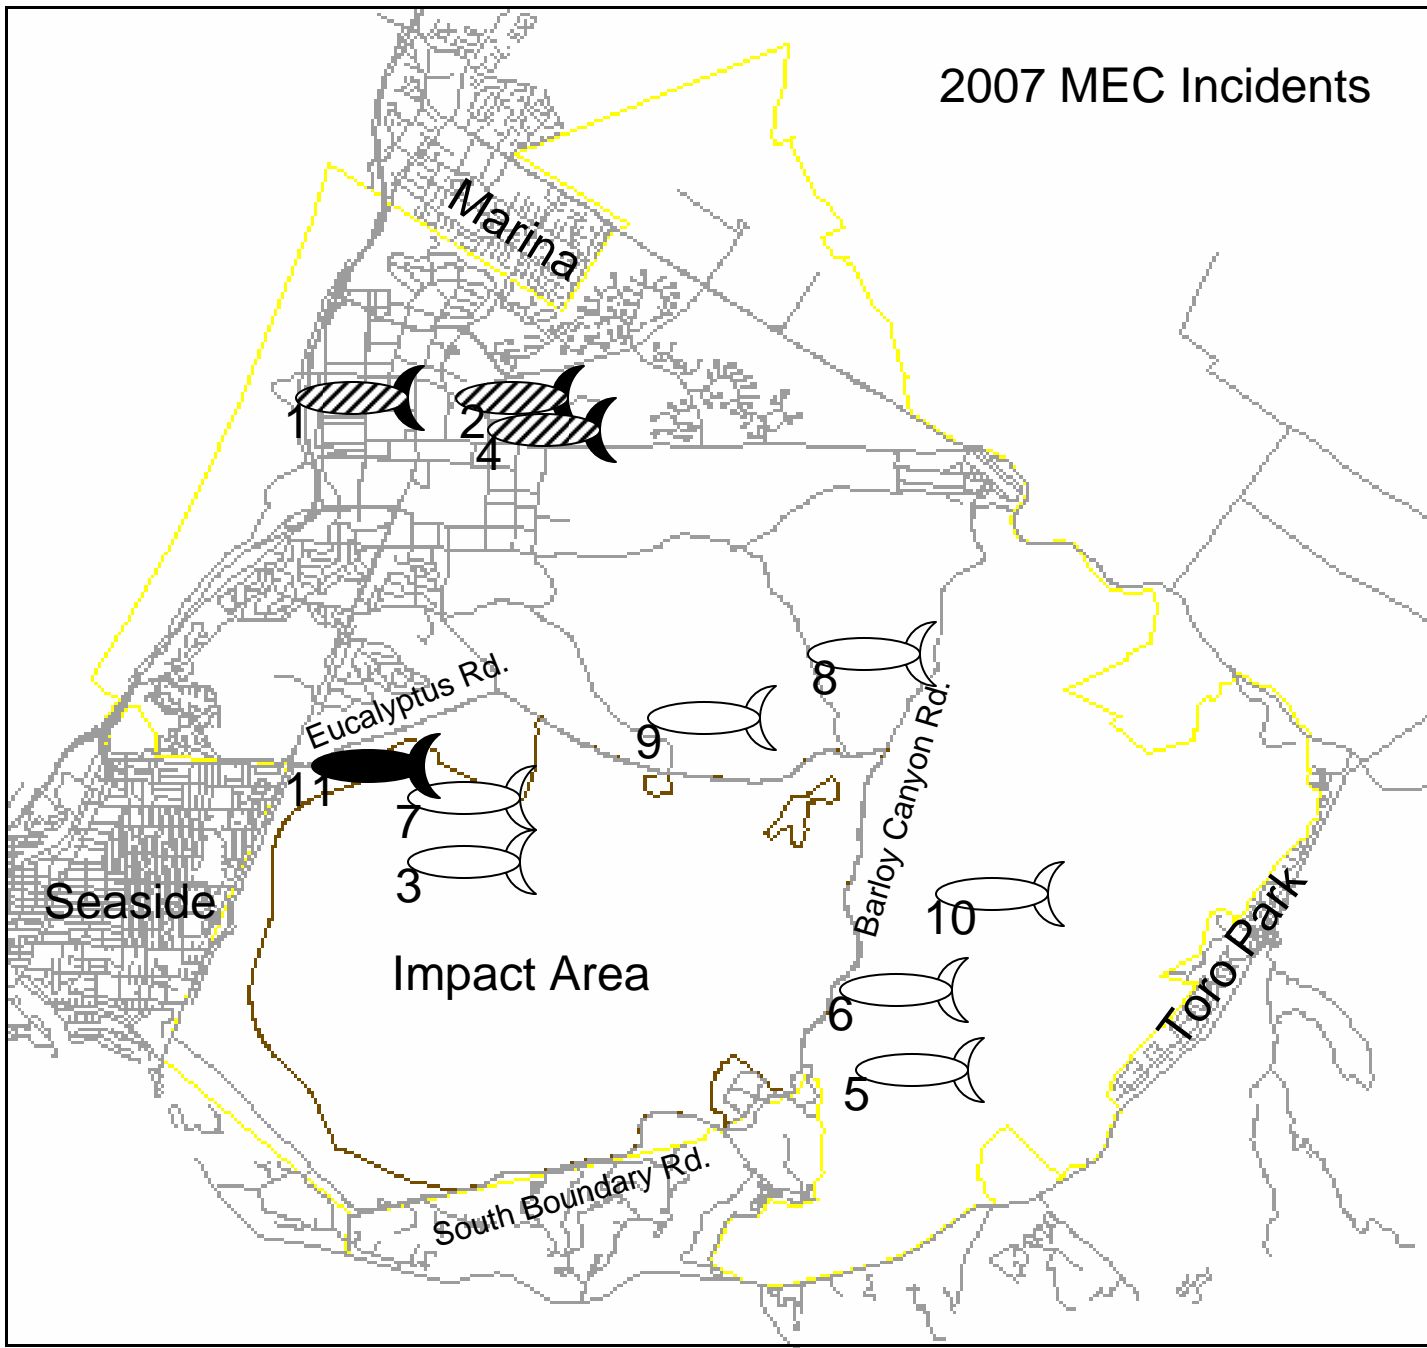 2007 MEC Incidents
Marina
1
2
4
Eucalyptus Rd.
8
9
11
7
3
Barloy Canyon Rd.
Seaside
10
Toro Park
Impact Area
6
5
South Boundary Rd.